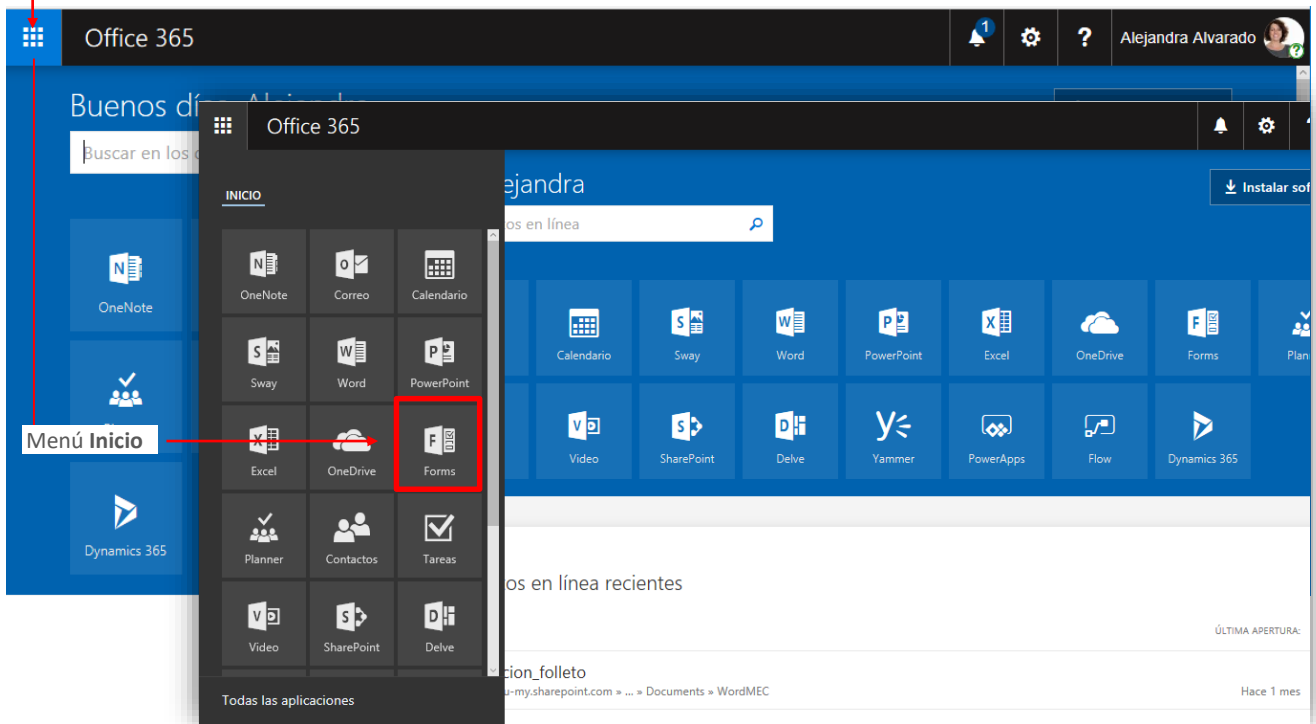 Office 365
1
?
Alejandra Alvarado
Buenos
Buscar en los
OneNote
Dynamics 365
Menú Inicio
Office 365
INICIO
OneNote
Correo
Calendario
Sway
Word
PowerPoint
Excel
OneDrive
Forms
Planner
Contactos
Tareas
Video
SharePoint
Delve
Todas las aplicaciones
ejandra
Instalar sof
os en línea
Calendario
Sway
Word
PowerPoint
Excel
OneDrive
Forms
Plan
Video
SharePoint
Delve
Yammer
PowerApps
Flow
Dynamics 365
os en línea recientes
ÚLTIMA APERTURA:
cion_folleto
u-my.sharepoint.com » ... » Documents » WordMEC
Hace 1 mes